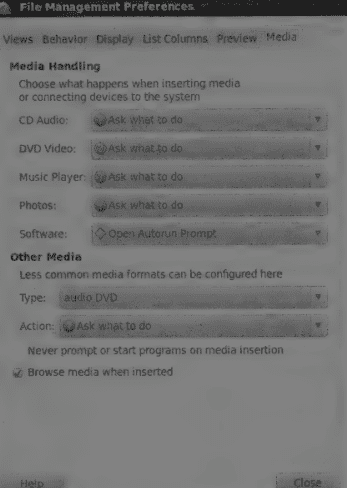 File Management Preferences
Views Behavior Display List Columns Preview Media
Media Handling
Choose what happens when inserting media
or connecting devices to the system
CD Audio: Ask what to do
DVD Video: Ask what to do
Music Player: Ask what to do
Photos: Ask what to do
Software: Open Autorun Prompt
Other Media
Less common media formats can be configured here
Type: audio DVD
Action: Ask what to do
Never prompt or start programs on media insertion
Browse media when inserted
Help Close